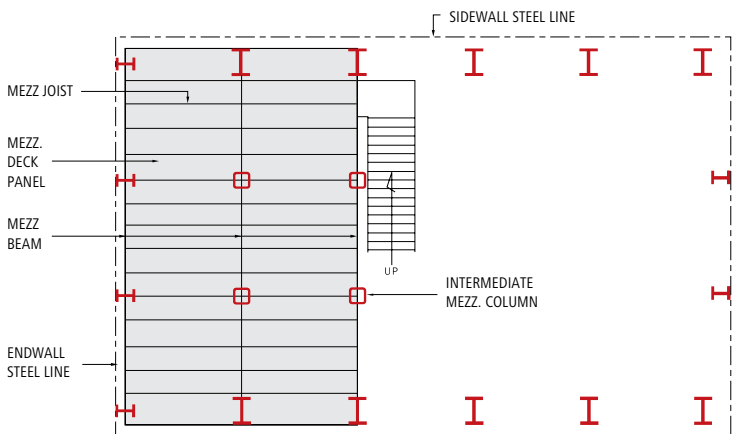 SIDEWALL STEEL LINE
MEZZ JOIST
MEZZ.
DECK
PANEL
MEZZ
BEAM
UP
INTERMEDIATE
MEZZ. COLUMN
ENDWALL
STEEL LINE